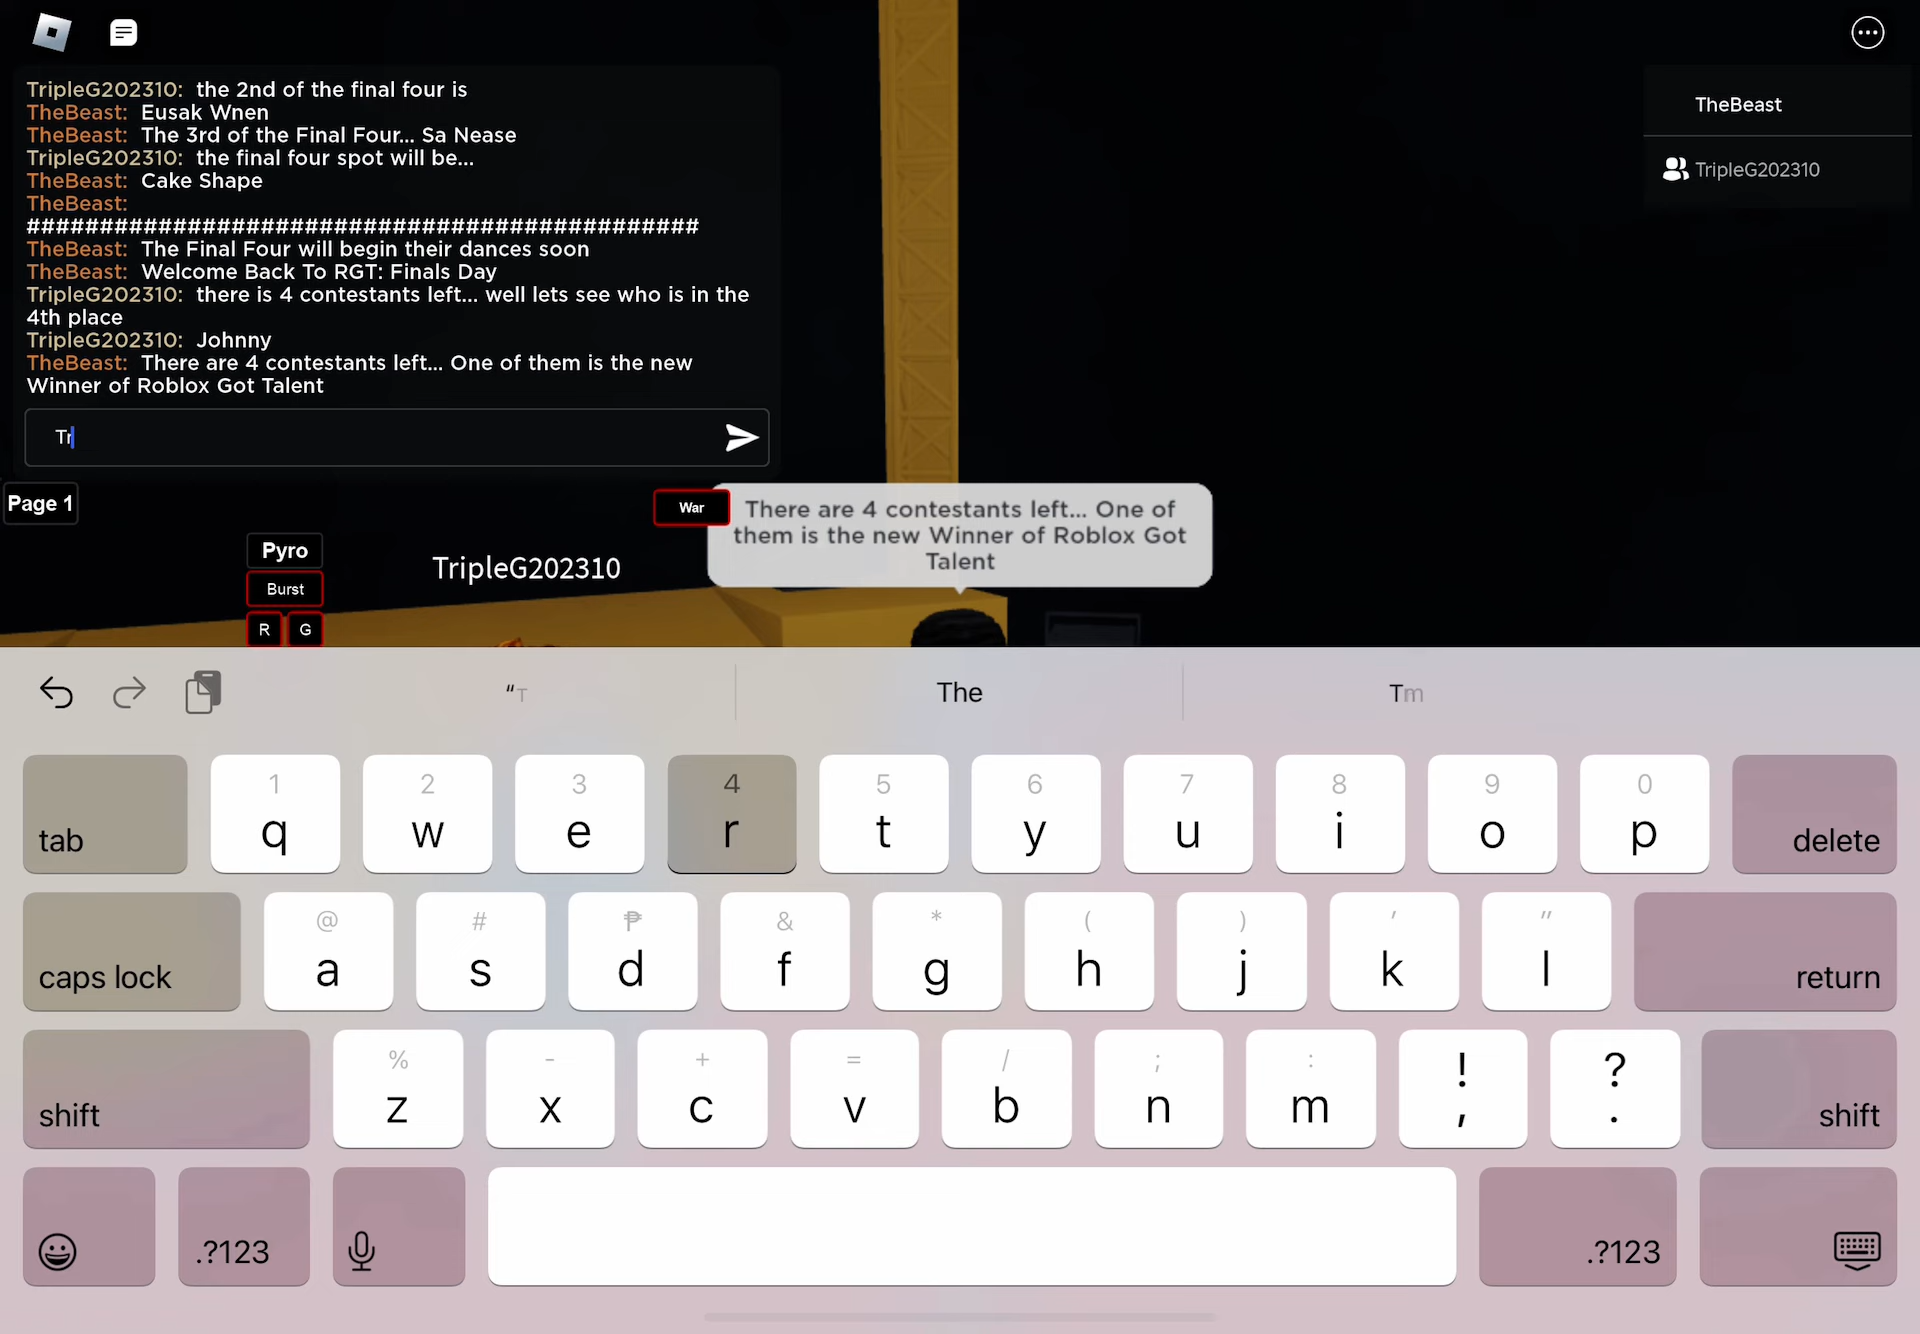 TripleG202310: the 2nd of the final four is
TheBeast: Eusak Wnen
TheBeast: The 3rd of the Final Four... Sa Nease
TripleG202310: the final four spot will be...
TheBeast: Cake Shape
TheBeast:
##############################################
TheBeast: The Final Four will begin their dances soon
TheBeast: Welcome Back To RGT: Finals Day
TripleG202310: there is 4 contestants left... well lets see who is in the
4th place
TripleG202310: Johnny
TheBeast: There are 4 contestants left... One of them is the new
Winner of Roblox Got Talent
Tr
TheBeast
TripleG202310
Page 1
War
There are 4 contestants left... One of
them is the new Winner of Roblox Got
Talent
Pyro
Burst
R G
TripleG202310
“T The Tm
1 2 3 4 5 6 7 8 9 0
tab q w e r t y u i o p delete
@ # ₱ & * ( ) ' "
caps lock a s d f g h j k l return
% - + = / ; : ! ?
shift z x c v b n m , . shift
.?123 .?123